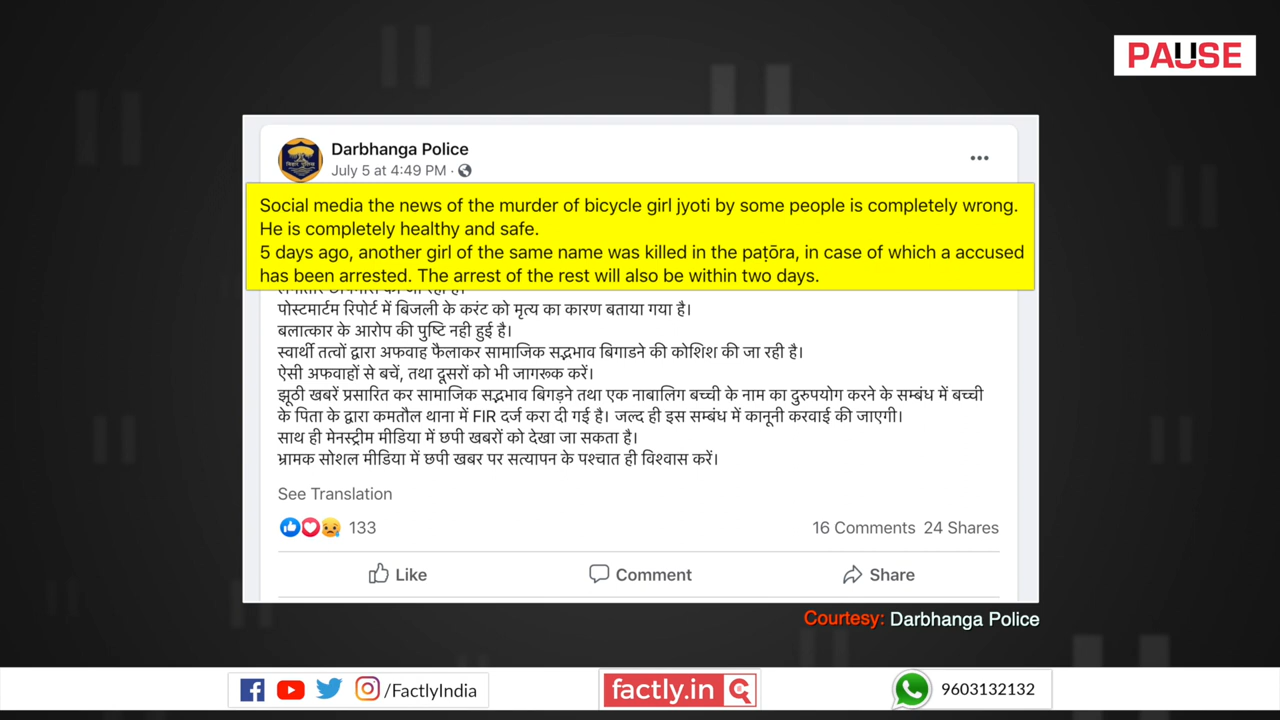 PAUSE
Darbhanga Police
July 5 at 4:49 PM ·
Social media the news of the murder of bicycle girl jyoti by some people is completely wrong.
He is completely healthy and safe.
5 days ago, another girl of the same name was killed in the paṭōra, in case of which a accused
has been arrested. The arrest of the rest will also be within two days.
पोस्टमार्टम रिपोर्ट में बिजली के करंट को मृत्य का कारण बताया गया है।
बलात्कार के आरोप की पुष्टि नही हुई है।
स्वार्थी तत्वों द्वारा अफवाह फैलाकर सामाजिक सद्भभाव बिगाडने की कोशिश की जा रही है।
ऐसी अफवाहों से बचें, तथा दूसरों को भी जागरूक करें।
झूठी खबरें प्रसारित कर सामाजिक सद्भभाव बिगड़ने तथा एक नाबालिग बच्ची के नाम का दुरुपयोग करने के सम्बंध में बच्ची
के पिता के द्वारा कमतौल थाना में FIR दर्ज करा दी गई है। जल्द ही इस सम्बंध में कानूनी करवाई की जाएगी।
साथ ही मेनस्ट्रीम मीडिया में छपी खबरों को देखा जा सकता है।
भ्रामक सोशल मीडिया में छपी खबर पर सत्यापन के पश्चात ही विश्वास करें।
See Translation
133
16 Comments 24 Shares
Like Comment Share
Courtesy: Darbhanga Police
/FactlyIndia
factly.in
9603132132